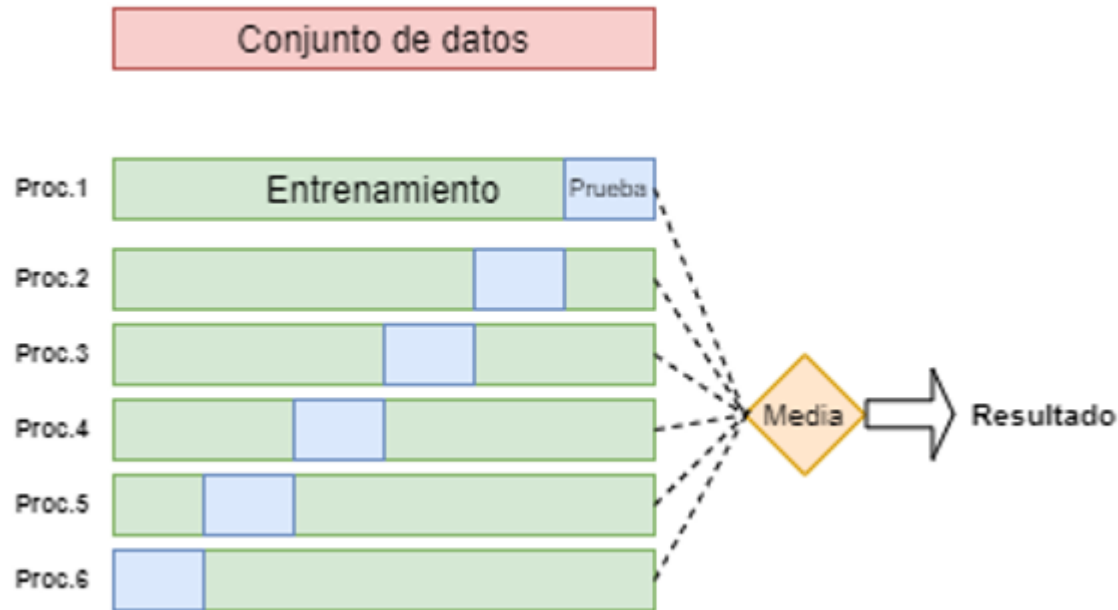 Conjunto de datos
Proc.1
Entrenamiento
Prueba
Proc.2
Proc.3
Proc.4
Media
Resultado
Proc.5
Proc.6